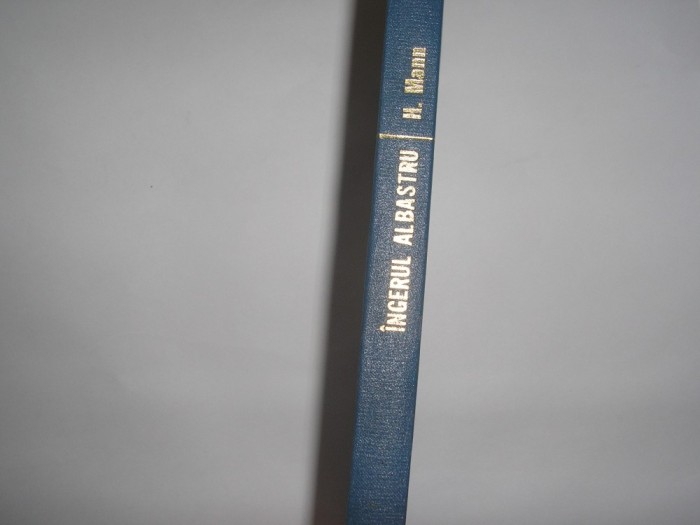 ÎNGERUL ALBASTRU | H. Mann